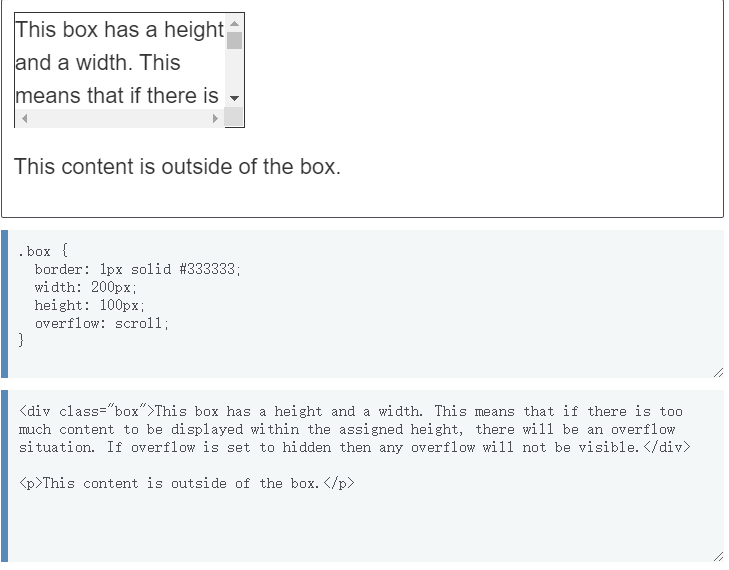 This box has a height
and a width. This
means that if there is
This content is outside of the box.
.box {
  border: 1px solid #333333;
  width: 200px;
  height: 100px;
  overflow: scroll;
}
<div class="box">This box has a height and a width. This means that if there is too
much content to be displayed within the assigned height, there will be an overflow
situation. If overflow is set to hidden then any overflow will not be visible.</div>
<p>This content is outside of the box.</p>